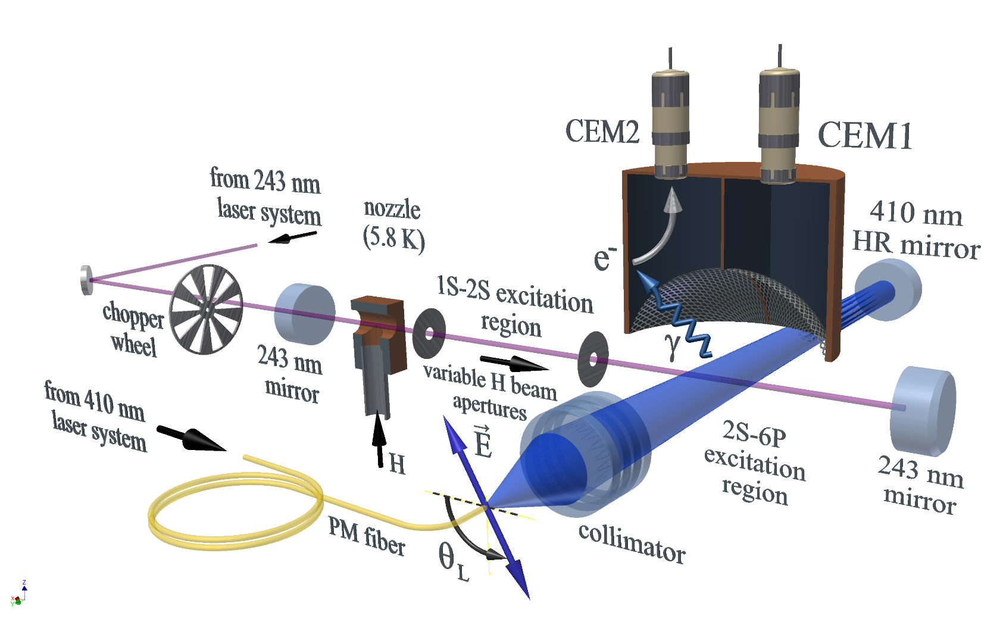 CEM2
CEM1
from 243 nm
laser system
nozzle
(5.8 K)
410 nm
HR mirror
e-
1S-2S excitation
region
chopper
wheel
243 nm
mirror
γ
variable H beam
apertures
from 410 nm
laser system
E
H
2S-6P
excitation
region
243 nm
mirror
PM fiber
collimator
θL
Z
X
Y